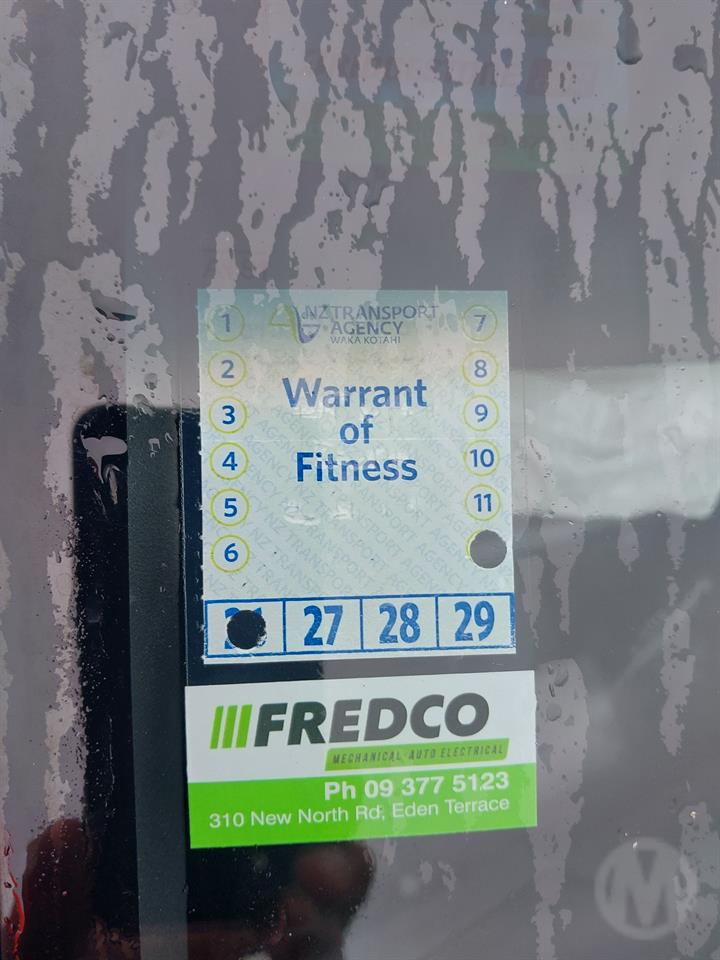 NZ TRANSPORT
AGENCY
WAKA KOTAHI
1
2
3
4
5
6
7
8
9
10
11
Warrant
of
Fitness
27 28 29
FREDCO
MECHANICAL AUTO ELECTRICAL
Ph 09 377 5123
310 New North Rd, Eden Terrace
M